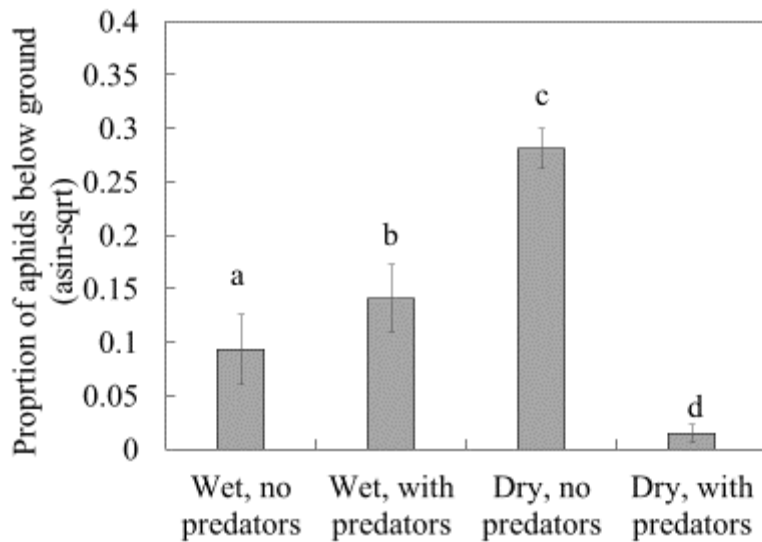 Proprtion of aphids below ground
(asin-sqrt)
0.4
0.35
0.3
0.25
0.2
0.15
0.1
0.05
0
a
b
c
d
Wet, no
predators
Wet, with
predators
Dry, no
predators
Dry, with
predators